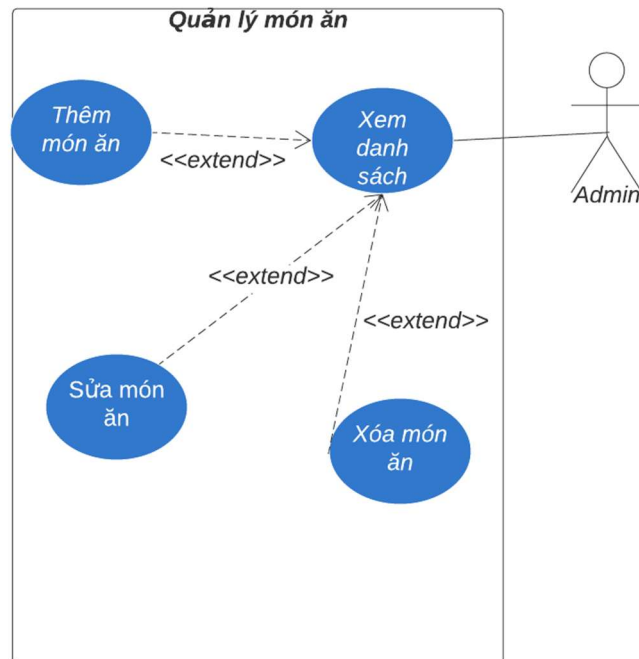 Quản lý món ăn
Thêm
món ăn
<<extend>>
Xem
danh
sách
Admin
<<extend>>
<<extend>>
Sửa món
ăn
Xóa món
ăn